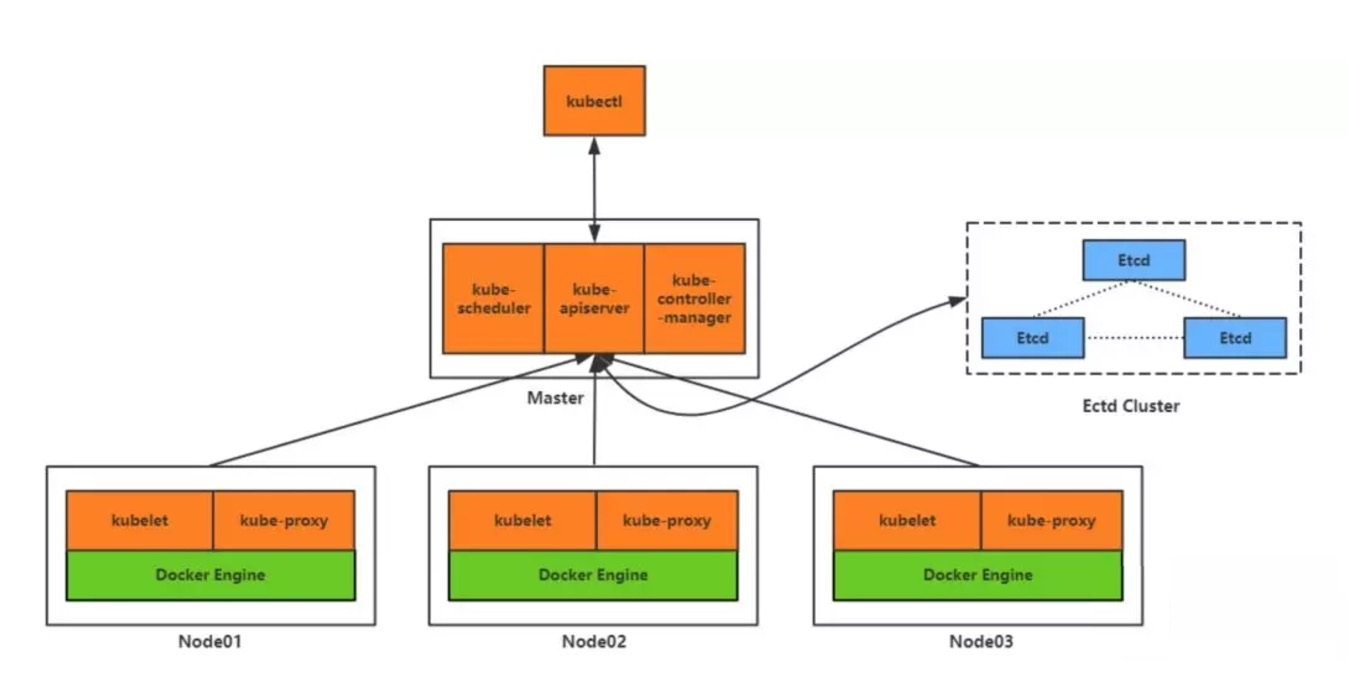 kubectl
kube-
scheduler
kube-
apiserver
kube-
controller
-manager
Master
Etcd
Etcd
Etcd
Ectd Cluster
kubelet
kube-proxy
Docker Engine
Node01
kubelet
kube-proxy
Docker Engine
Node02
kubelet
kube-proxy
Docker Engine
Node03